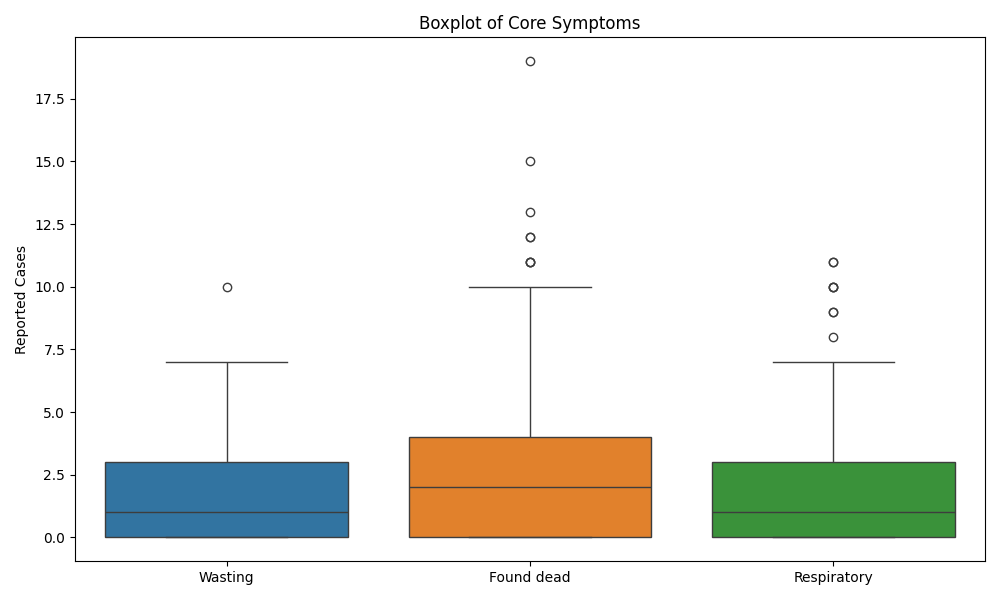 Boxplot of Core Symptoms
Reported Cases
17.5
15.0
12.5
10.0
7.5
5.0
2.5
0.0
Wasting
Found dead
Respiratory